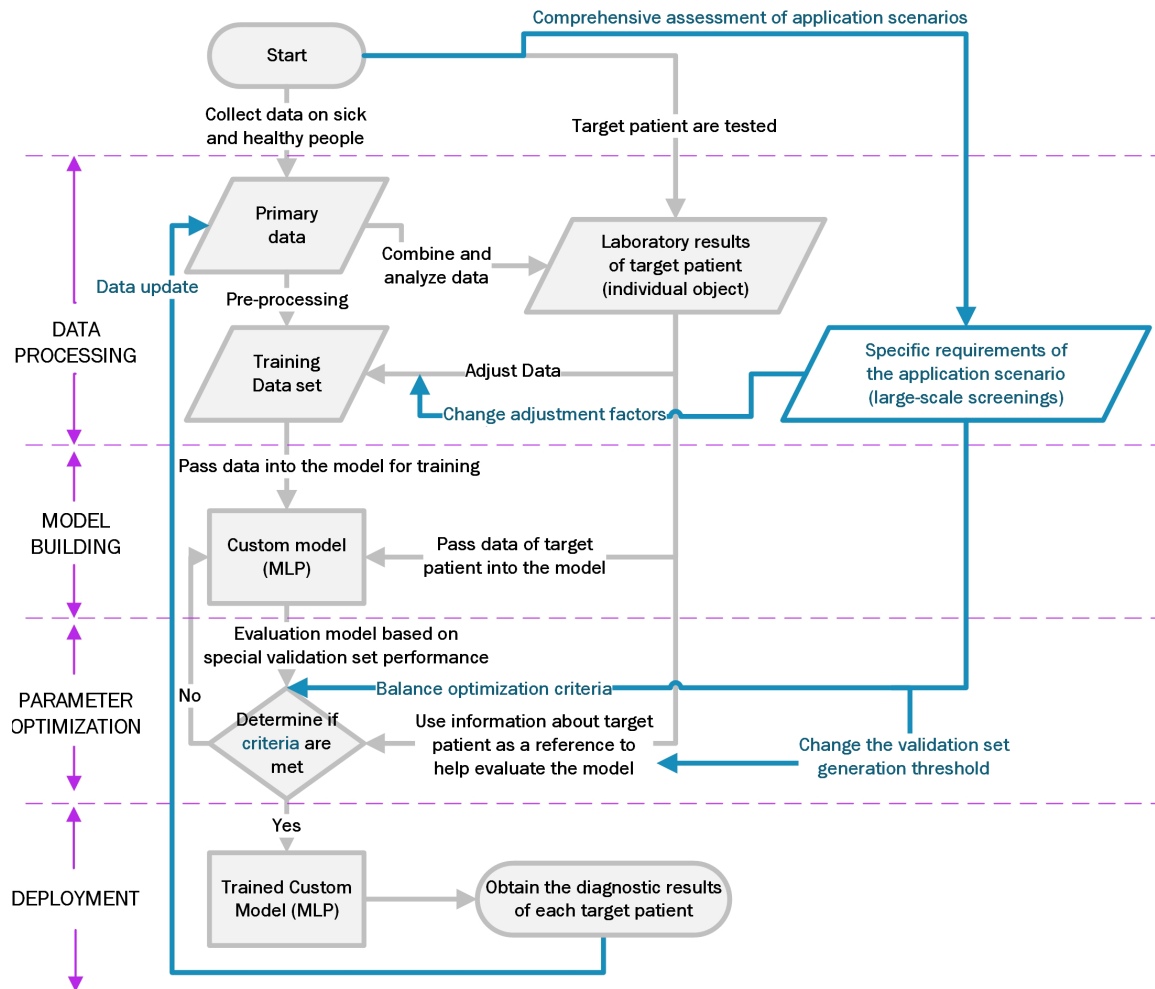 Comprehensive assessment of application scenarios
Start
Collect data on sick
and healthy people
Target patient are tested
Primary
data
Laboratory results
of target patient
(individual object)
Combine and
analyze data
Data update
Pre-processing
DATA
PROCESSING
Training
Data set
Adjust Data
Specific requirements of
the application scenario
(large-scale screenings)
Change adjustment factors
Pass data into the model for training
MODEL
BUILDING
Custom model
(MLP)
Pass data of target
patient into the model
Evaluation model based on
special validation set performance
No
Balance optimization criteria
PARAMETER
OPTIMIZATION
Determine if
criteria are
met
Use information about target
patient as a reference to
help evaluate the model
Change the validation set
generation threshold
Yes
DEPLOYMENT
Trained Custom
Model (MLP)
Obtain the diagnostic results
of each target patient